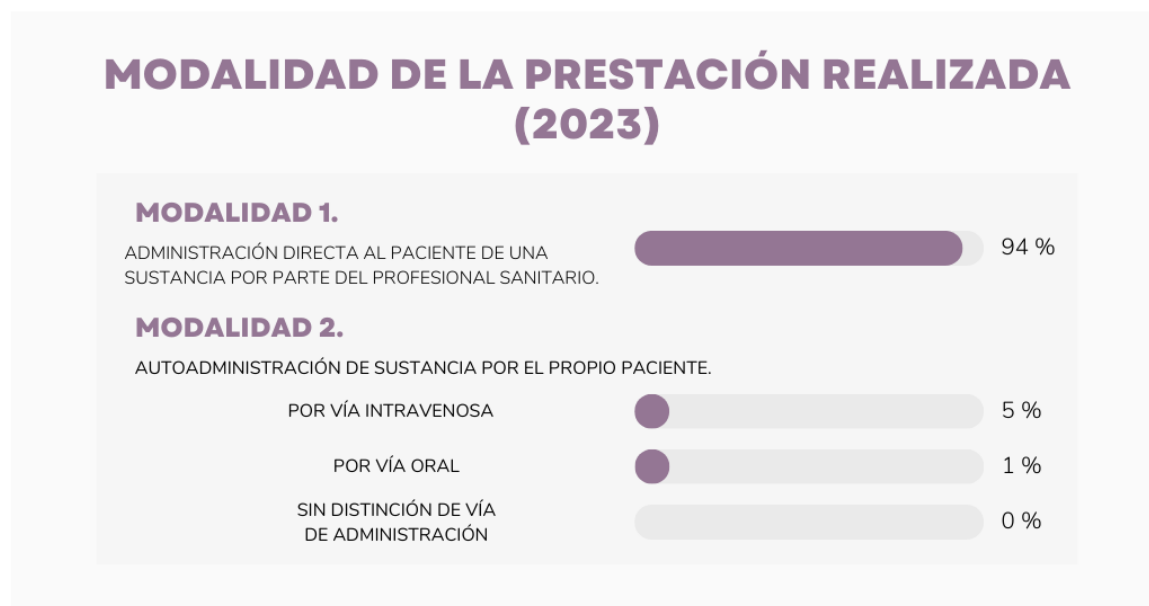 MODALIDAD DE LA PRESTACIÓN REALIZADA
(2023)
MODALIDAD 1.
ADMINISTRACIÓN DIRECTA AL PACIENTE DE UNA
SUSTANCIA POR PARTE DEL PROFESIONAL SANITARIO.
94 %
MODALIDAD 2.
AUTOADMINISTRACIÓN DE SUSTANCIA POR EL PROPIO PACIENTE.
POR VÍA INTRAVENOSA
5 %
POR VÍA ORAL
1 %
SIN DISTINCIÓN DE VÍA
DE ADMINISTRACIÓN
0 %